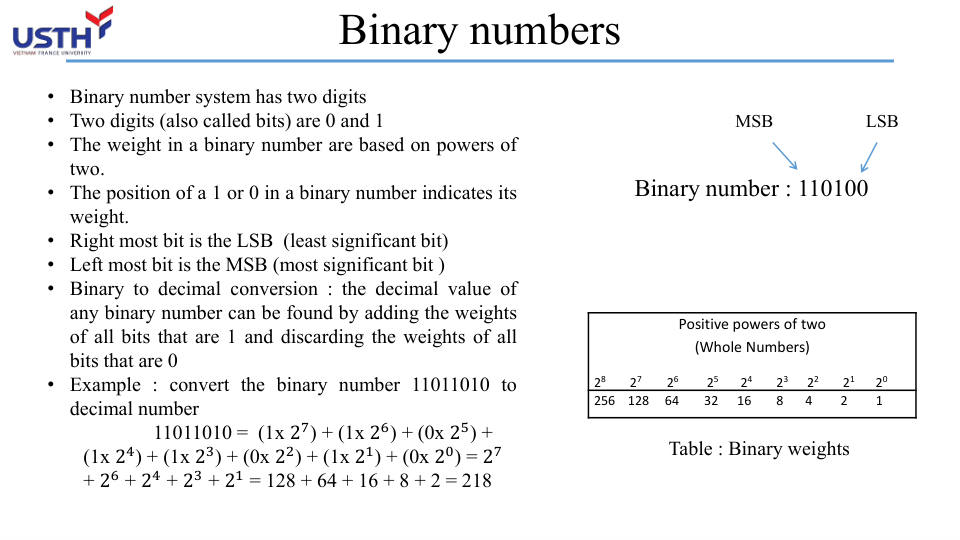 USTH
VIETNAM FRANCE UNIVERSITY
Binary numbers
• Binary number system has two digits
• Two digits (also called bits) are 0 and 1
• The weight in a binary number are based on powers of
two.
• The position of a 1 or 0 in a binary number indicates its
weight.
• Right most bit is the LSB (least significant bit)
• Left most bit is the MSB (most significant bit )
• Binary to decimal conversion : the decimal value of
any binary number can be found by adding the weights
of all bits that are 1 and discarding the weights of all
bits that are 0
• Example : convert the binary number 11011010 to
decimal number
11011010 = (1x 2⁷) + (1x 2⁶) + (0x 2⁵) +
(1x 2⁴) + (1x 2³) + (0x 2²) + (1x 2¹) + (0x 2⁰) = 2⁷
+ 2⁶ + 2⁴ + 2³ + 2¹ = 128 + 64 + 16 + 8 + 2 = 218
MSB LSB
Binary number : 110100
Positive powers of two
(Whole Numbers)
2⁸ 2⁷ 2⁶ 2⁵ 2⁴ 2³ 2² 2¹ 2⁰
256 128 64 32 16 8 4 2 1
Table : Binary weights